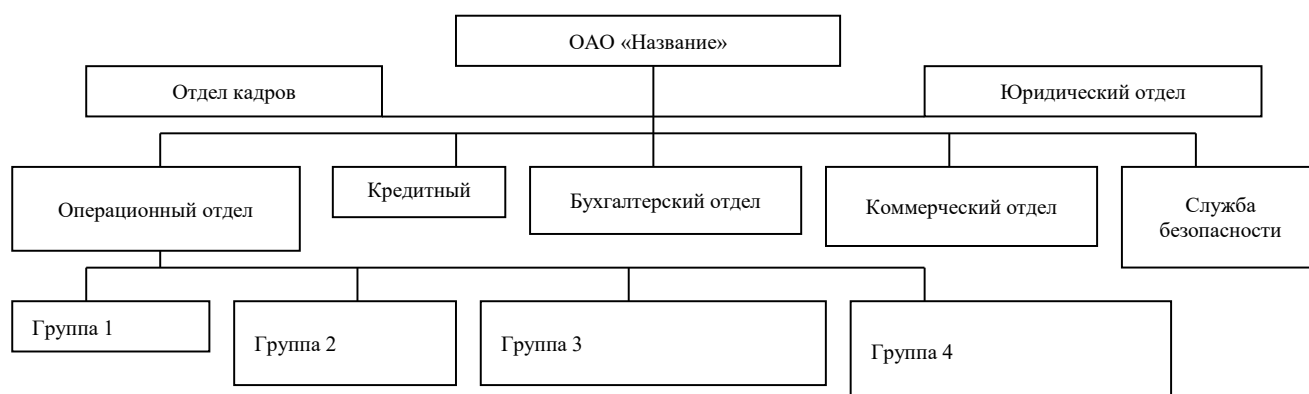 ОАО «Название»
Отдел кадров
Юридический отдел
Операционный отдел
Кредитный
Бухгалтерский отдел
Коммерческий отдел
Служба
безопасности
Группа 1
Группа 2
Группа 3
Группа 4